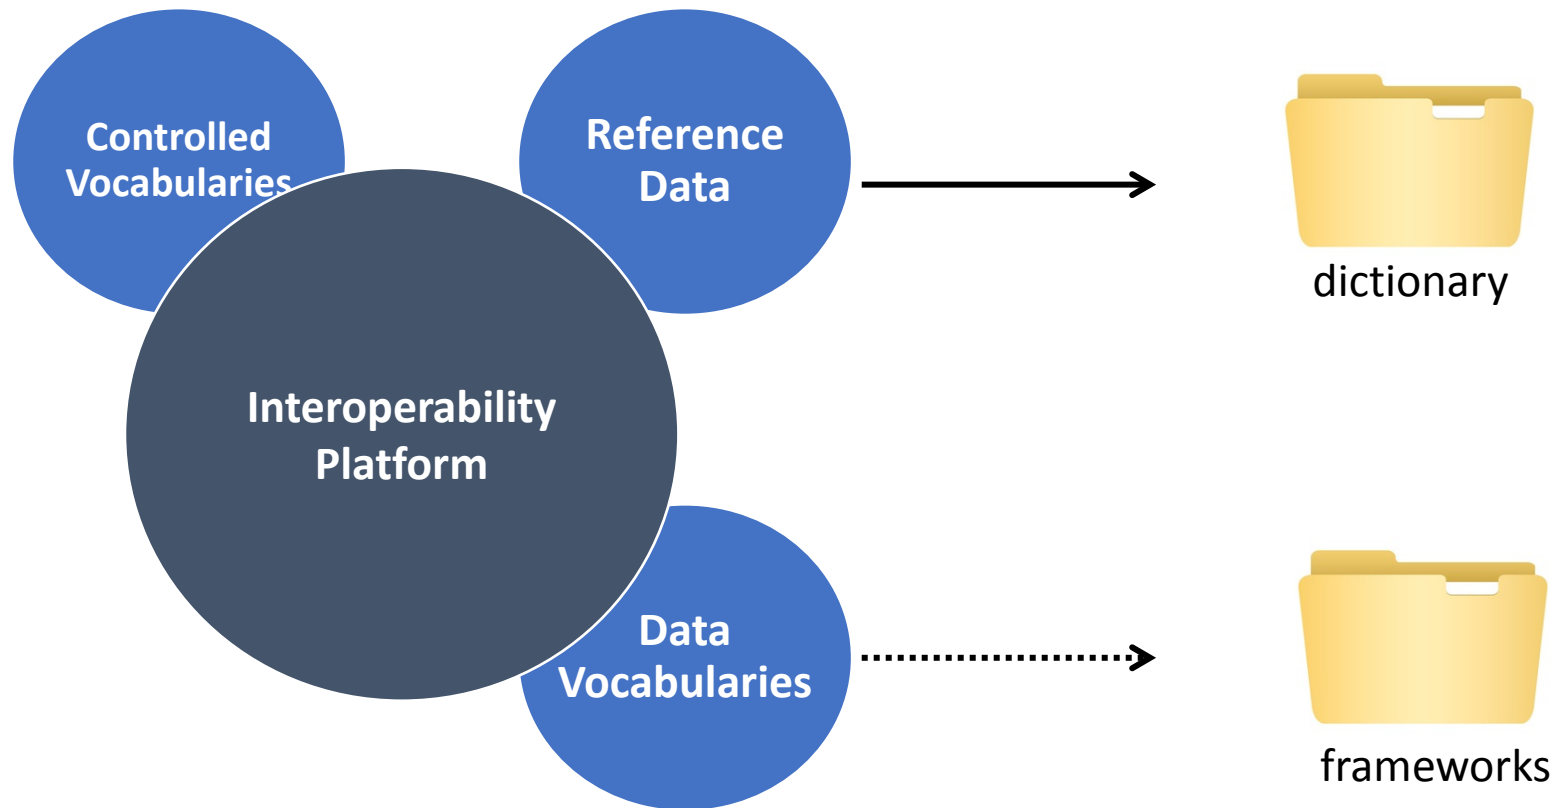 Controlled
Vocabularies
Reference
Data
dictionary
Interoperability
Platform
Data
Vocabularies
frameworks